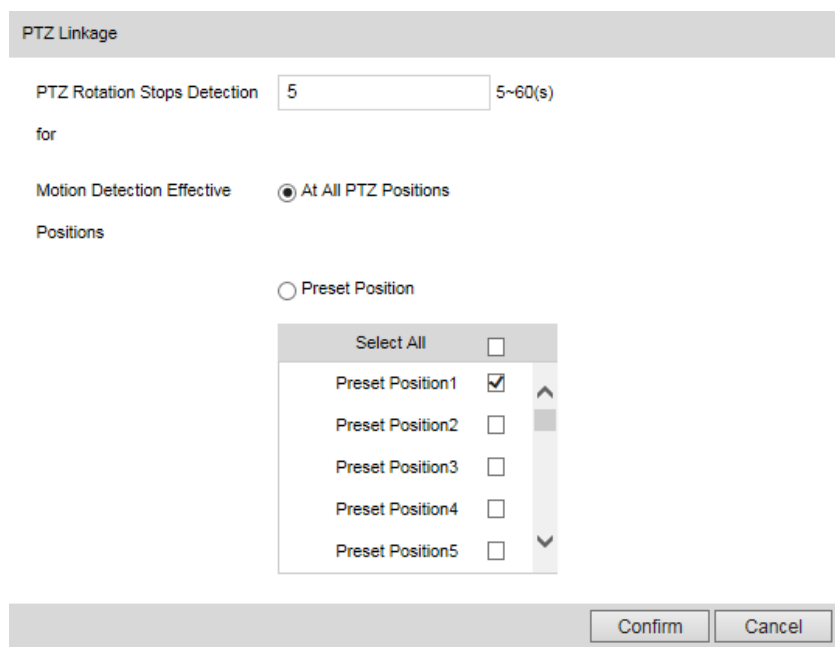 PTZ Linkage
PTZ Rotation Stops Detection 5 5~60(s)
for
Motion Detection Effective At All PTZ Positions
Positions
Preset Position
Select All
Preset Position1
Preset Position2
Preset Position3
Preset Position4
Preset Position5
Confirm Cancel